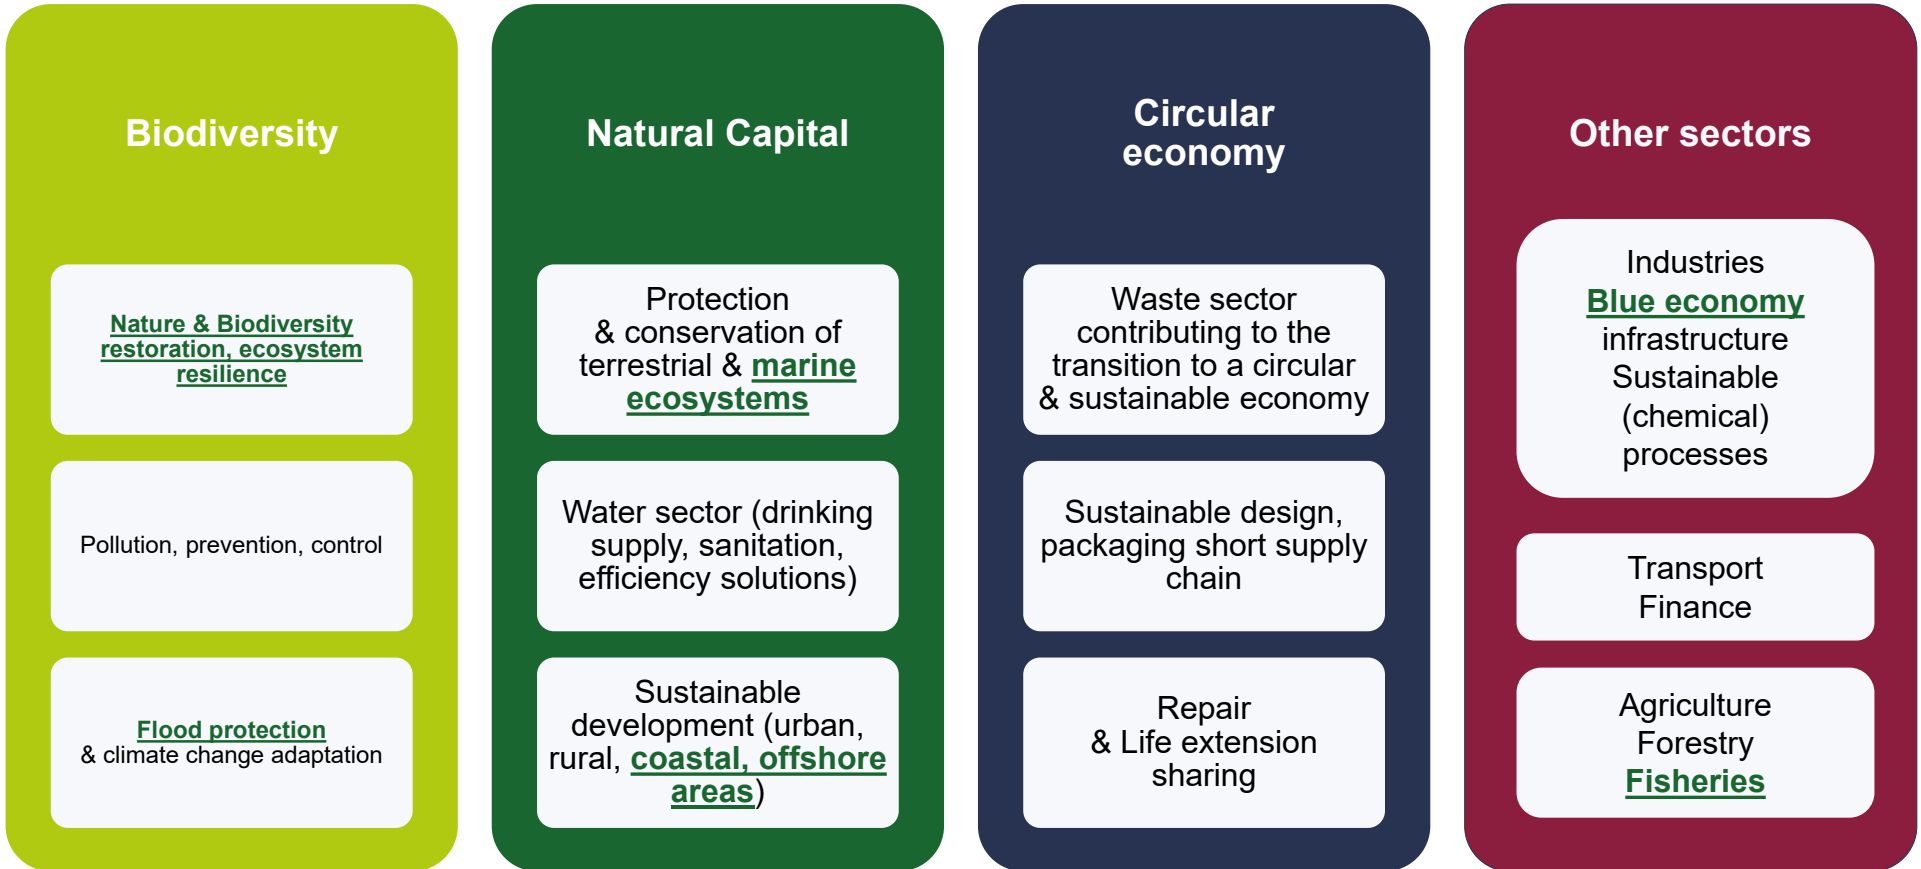 Biodiversity
Nature & Biodiversity
restoration, ecosystem
resilience
Pollution, prevention, control
Flood protection
& climate change adaptation
Natural Capital
Protection
& conservation of
terrestrial & marine
ecosystems
Water sector (drinking
supply, sanitation,
efficiency solutions)
Sustainable
development (urban,
rural, coastal, offshore
areas)
Circular
economy
Waste sector
contributing to the
transition to a circular
& sustainable economy
Sustainable design,
packaging short supply
chain
Repair
& Life extension
sharing
Other sectors
Industries
Blue economy
infrastructure
Sustainable
(chemical)
processes
Transport
Finance
Agriculture
Forestry
Fisheries